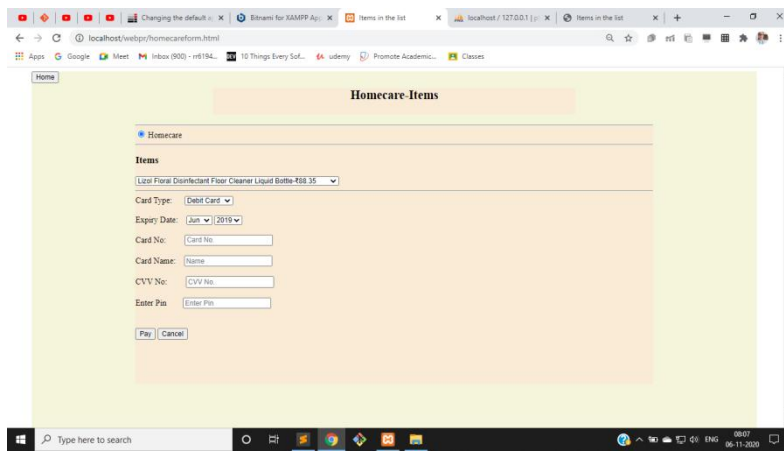 Changing the default a
Bitnami for XAMPP Ap
Items in the list
localhost / 127.0.0.1 | p
Items in the list
localhost/webpr/homecareform.html
Apps
Google
Meet
Inbox (900) - rr6194...
10 Things Every Sof...
udemy
Promote Academic...
Classes
Home
Homecare-Items
Homecare
Items
Lizol Floral Disinfectant Floor Cleaner Liquid Bottle-₹88.35
Card Type: Debit Card
Expiry Date: Jun 2019
Card No: Card No.
Card Name: Name
CVV No: CVV No.
Enter Pin Enter Pin
Pay Cancel
Type here to search
ENG
08:07
06-11-2020